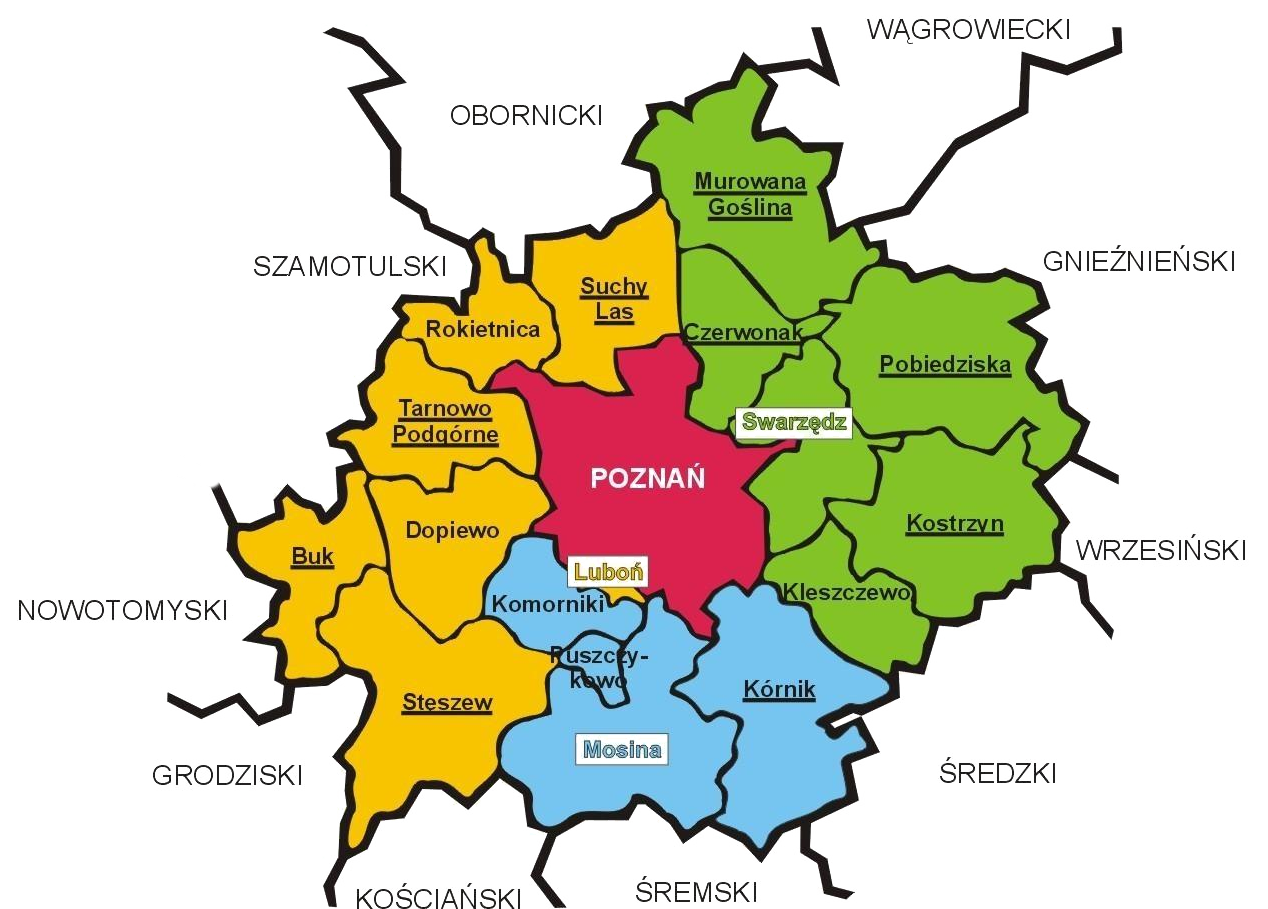 WĄGROWIECKI
OBORNICKI
Murowana
Goślina
SZAMOTULSKI
GNIEŹNIEŃSKI
Suchy
Las
Rokietnica
Czerwonak
Pobiedziska
Tarnowo
Podgórne
Swarzędz
POZNAŃ
Dopiewo
Kostrzyn
Buk
WRZESIŃSKI
Luboń
Kleszczewo
Komorniki
NOWOTOMYSKI
Puszczy-
kowo
Kórnik
Stęszew
Mosina
GRODZISKI
ŚREDZKI
KOŚCIAŃSKI
ŚREMSKI